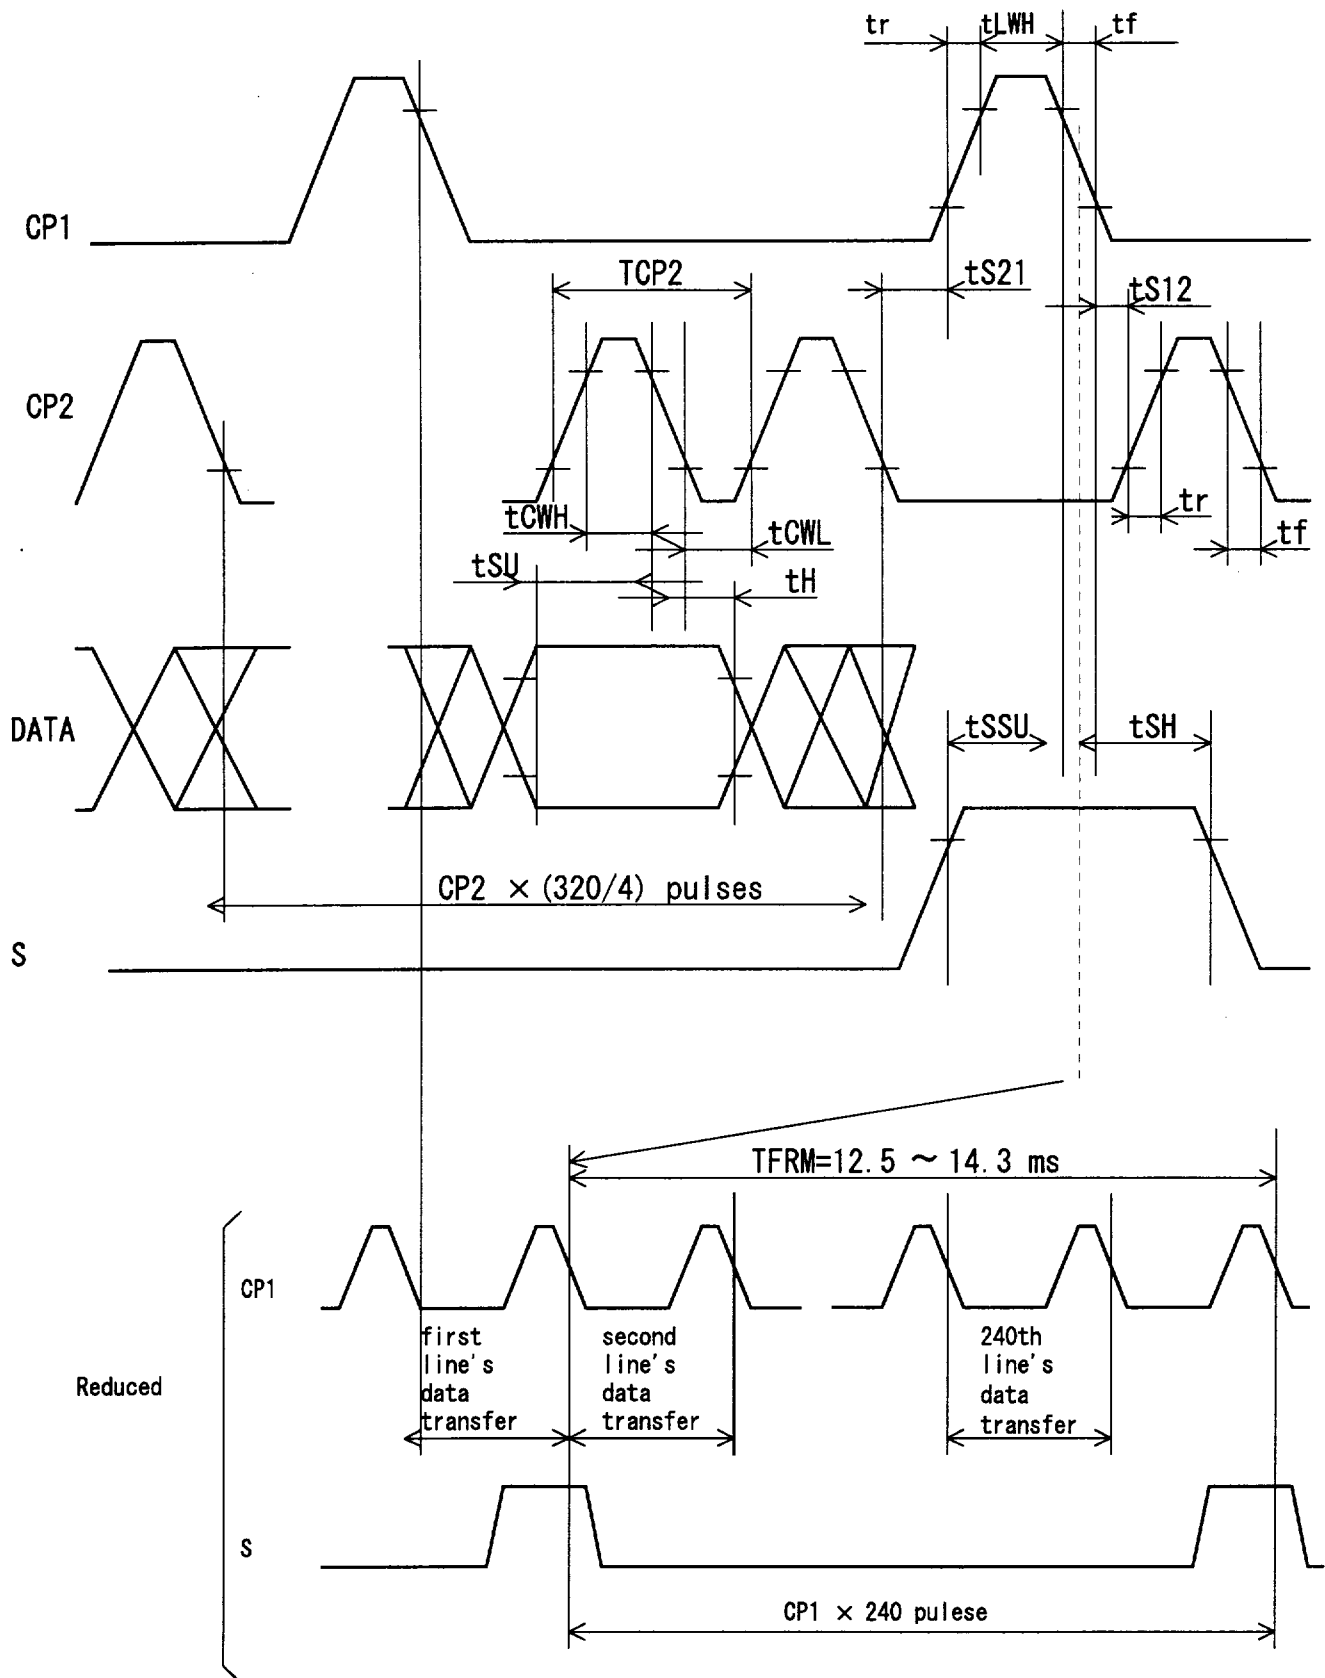 tr tLWH tf
CP1
TCP2 tS21
tS12
CP2
tCWH tCWL tr
tf
tSU tH
DATA
tSSU tSH
CP2 × (320/4) pulses
S
TFRM=12.5 ～ 14.3 ms
CP1
first
line's
data
transfer
second
line's
data
transfer
240th
line's
data
transfer
Reduced
S
CP1 × 240 pulese